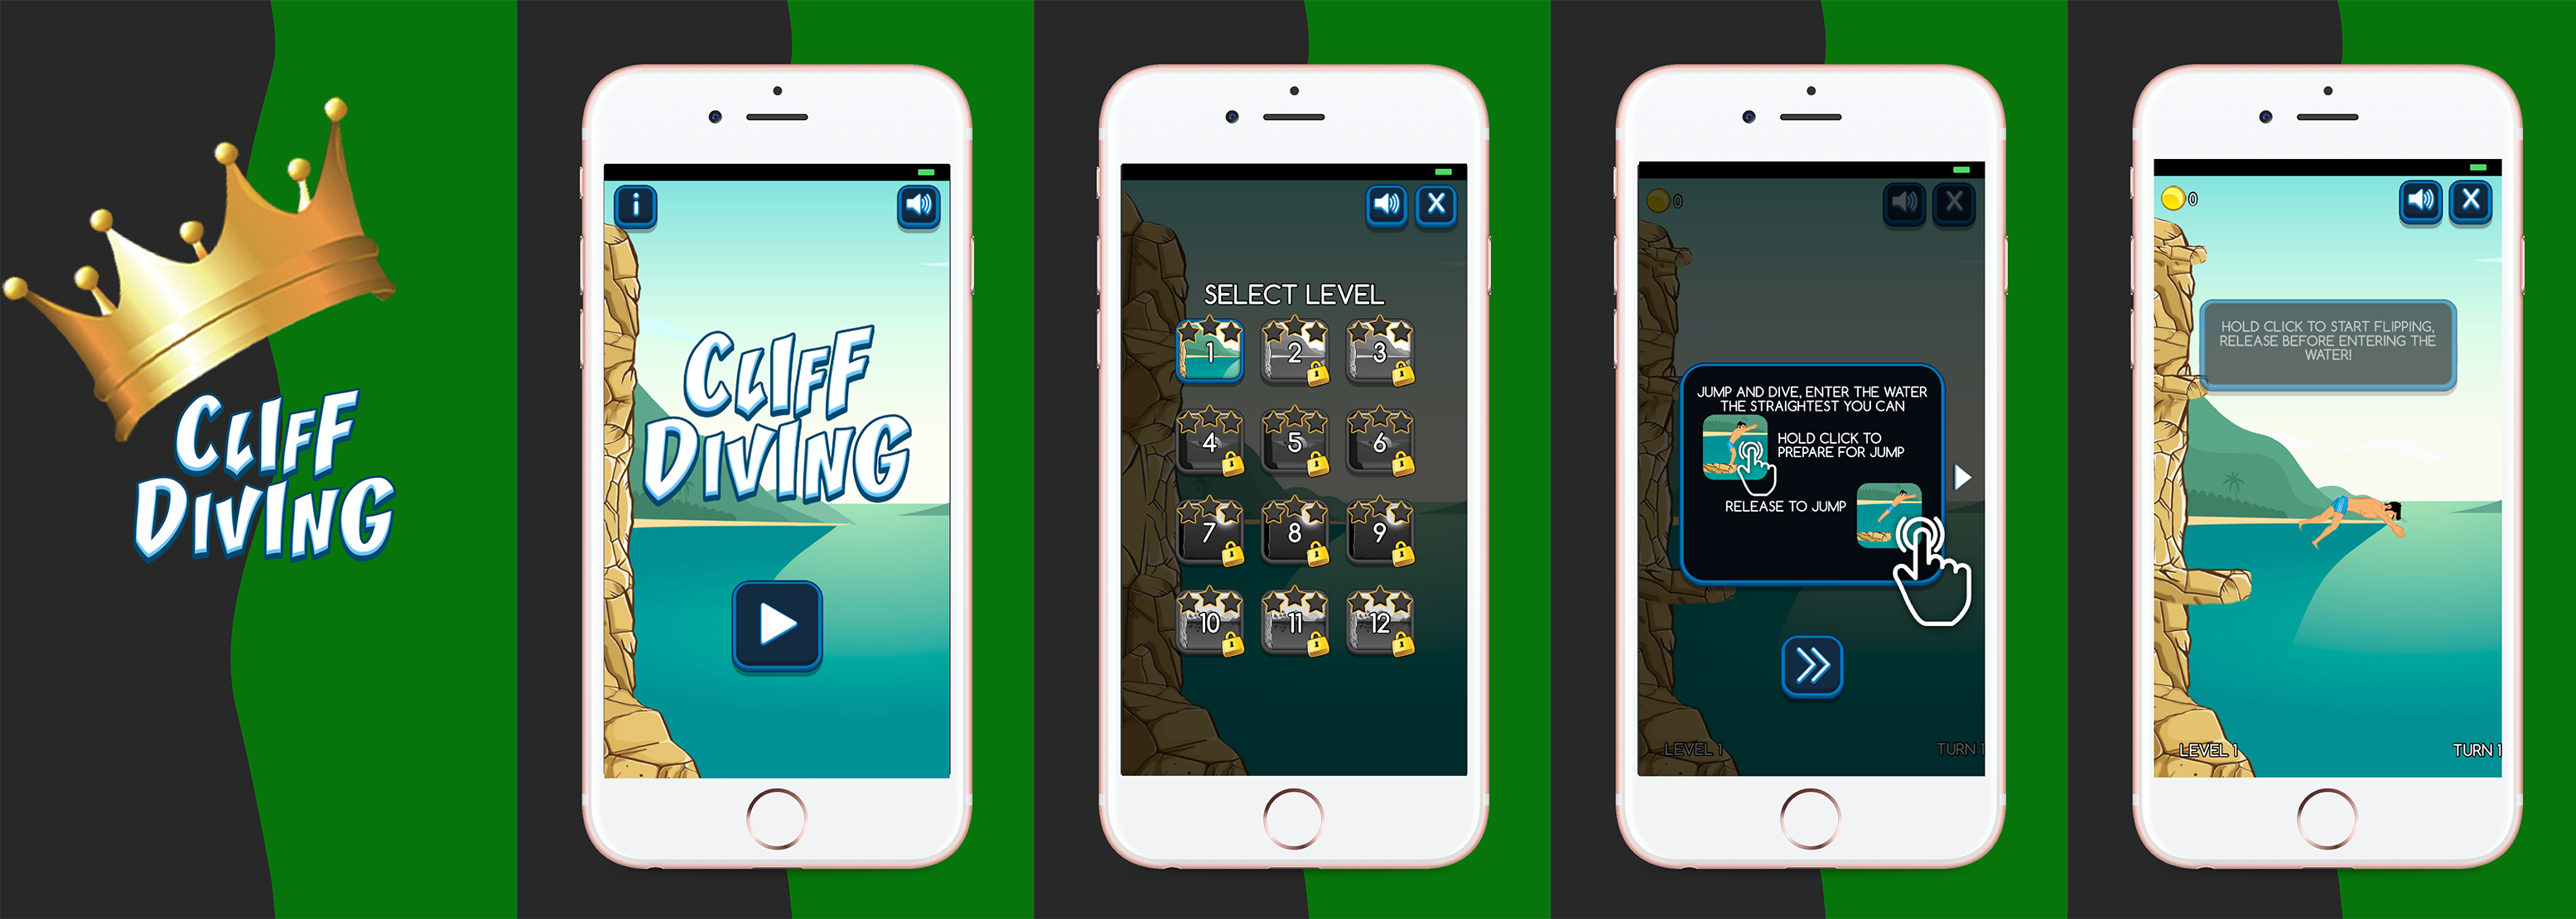 CLIFF
DIVING
i
CLIFF
DIVING
X
SELECT LEVEL
1 2 3
4 5 6
7 8 9
10 11 12
0
X
JUMP AND DIVE, ENTER THE WATER
THE STRAIGHTEST YOU CAN
HOLD CLICK TO
PREPARE FOR JUMP
RELEASE TO JUMP
LEVEL 1
TURN 1
0
X
HOLD CLICK TO START FLIPPING,
RELEASE BEFORE ENTERING THE
WATER!
LEVEL 1
TURN 1